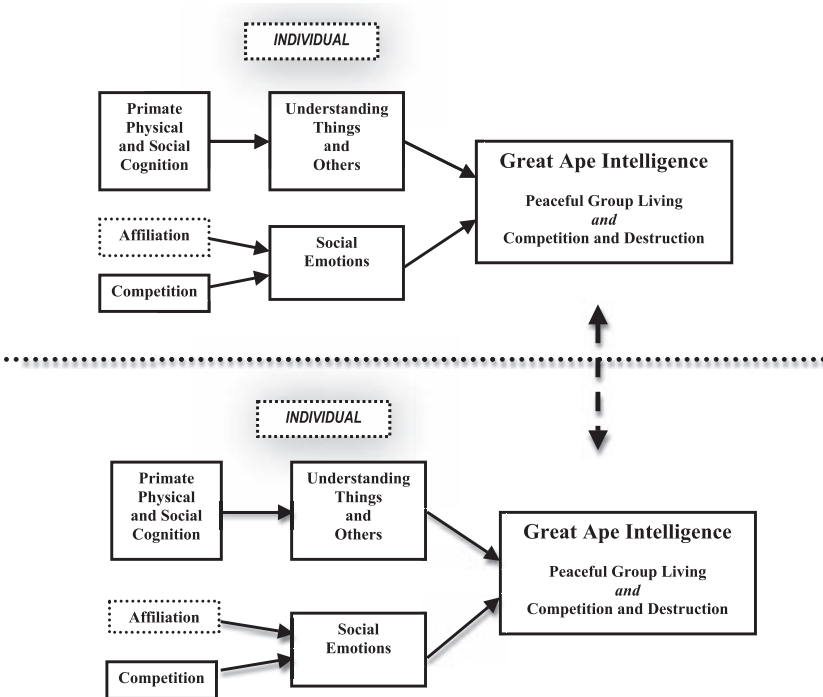 INDIVIDUAL
Primate
Physical
and Social
Cognition
Understanding
Things
and
Others
Great Ape Intelligence
Peaceful Group Living
and
Competition and Destruction
Affiliation
Social
Emotions
Competition
INDIVIDUAL
Primate
Physical
and Social
Cognition
Understanding
Things
and
Others
Great Ape Intelligence
Peaceful Group Living
and
Competition and Destruction
Affiliation
Social
Emotions
Competition